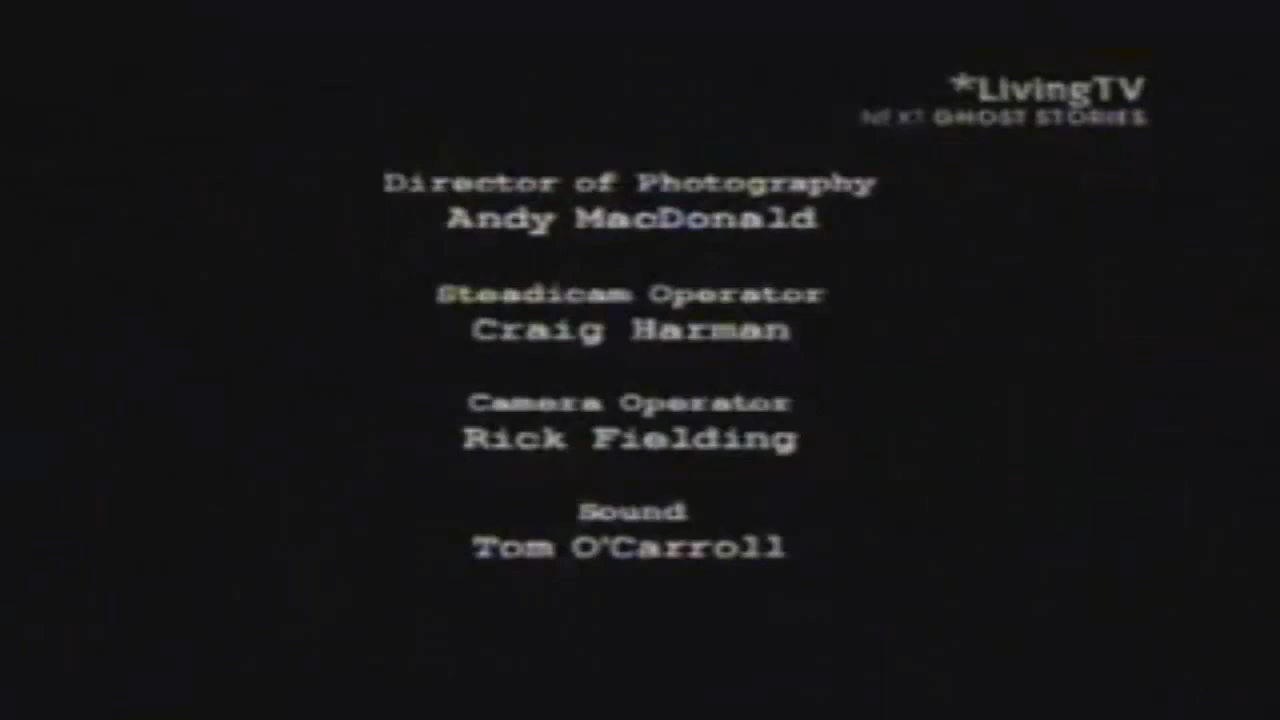 *LivingTV
NEXT GHOST STORIES
Director of Photography
Andy MacDonald
Steadicam Operator
Craig Harman
Camera Operator
Rick Fielding
Sound
Tom O'Carroll